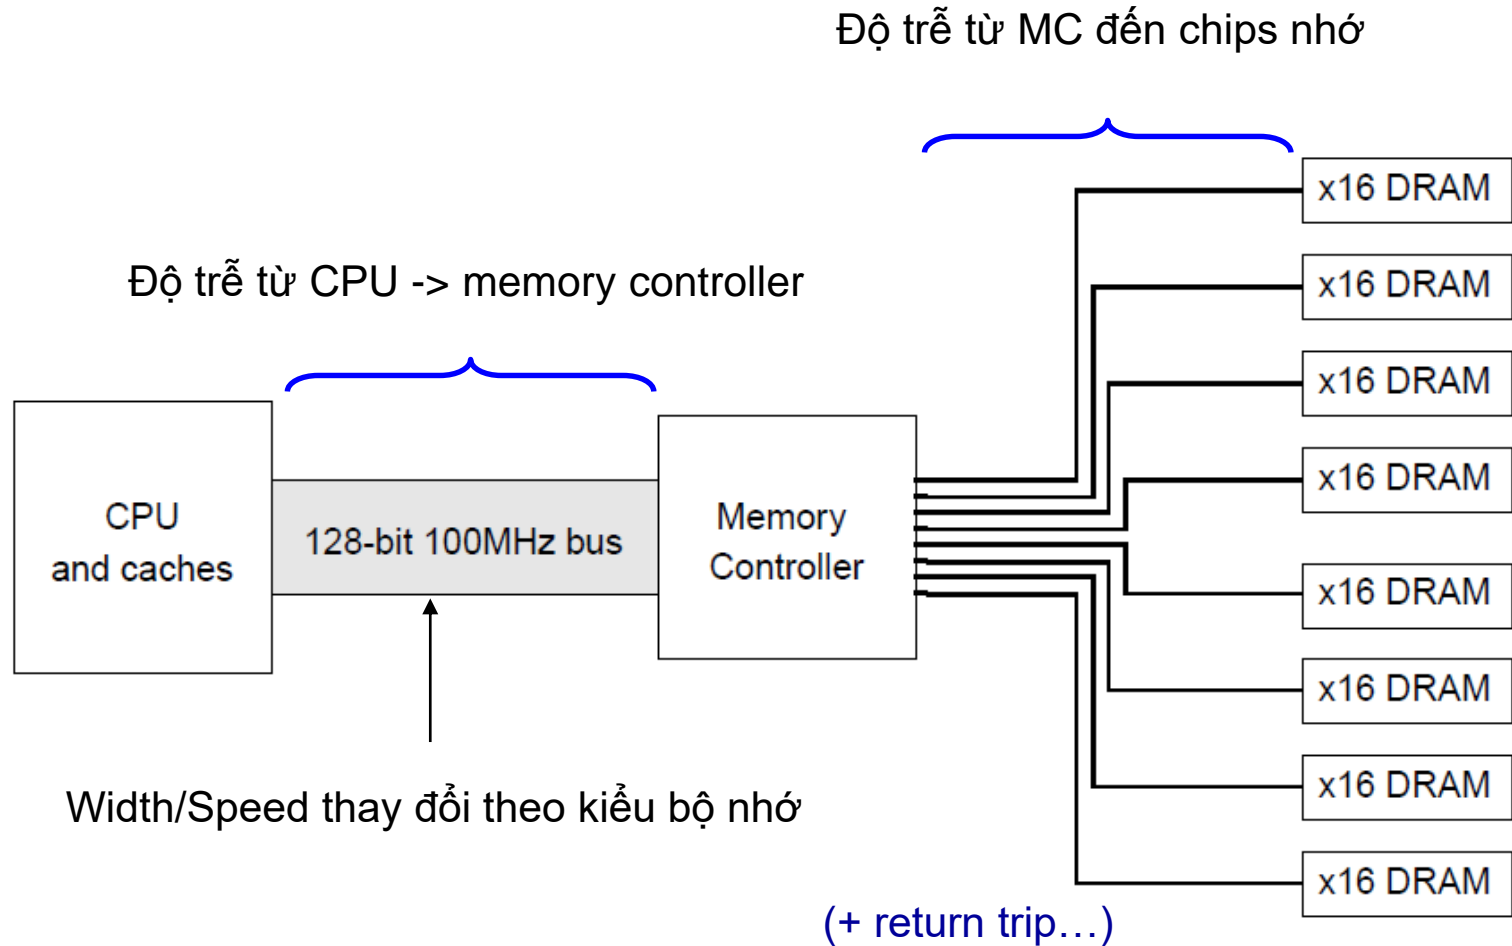 Độ trễ từ MC đến chips nhớ
Độ trễ từ CPU -> memory controller
CPU
and caches
128-bit 100MHz bus
Memory
Controller
x16 DRAM
x16 DRAM
x16 DRAM
x16 DRAM
x16 DRAM
x16 DRAM
x16 DRAM
x16 DRAM
Width/Speed thay đổi theo kiểu bộ nhớ
(+ return trip…)